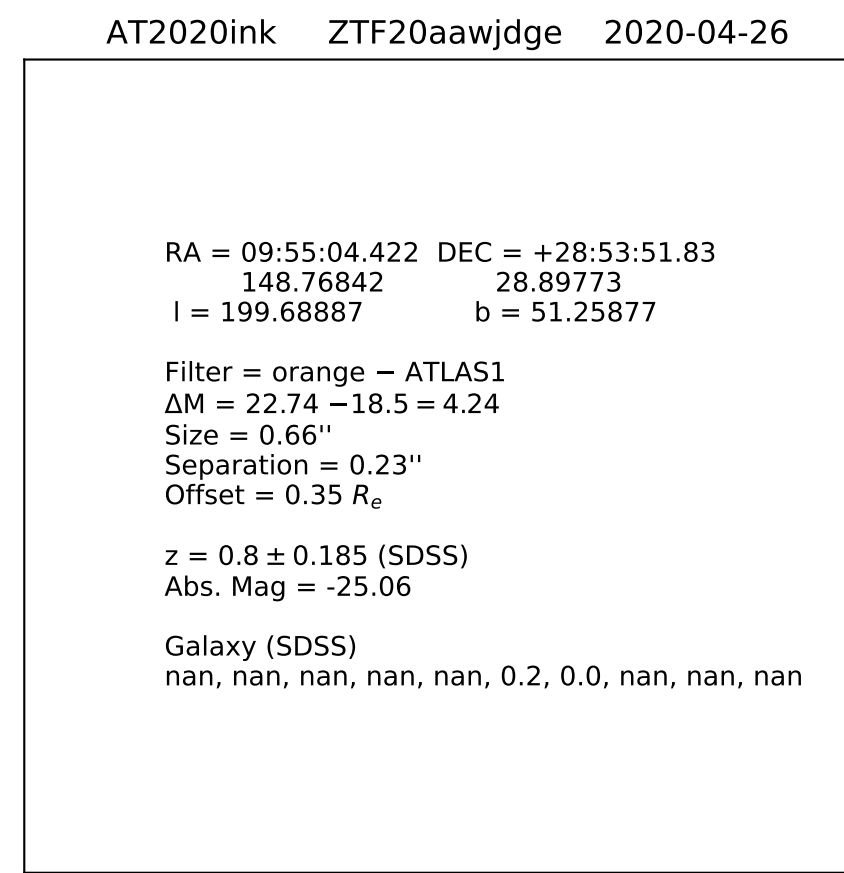 AT2020ink ZTF20aawjdge 2020-04-26
RA = 09:55:04.422 DEC = +28:53:51.83
148.76842 28.89773
l = 199.68887 b = 51.25877
Filter = orange − ATLAS1
ΔM = 22.74 −18.5 = 4.24
Size = 0.66''
Separation = 0.23''
Offset = 0.35 Rₑ
z = 0.8 ± 0.185 (SDSS)
Abs. Mag = -25.06
Galaxy (SDSS)
nan, nan, nan, nan, nan, 0.2, 0.0, nan, nan, nan